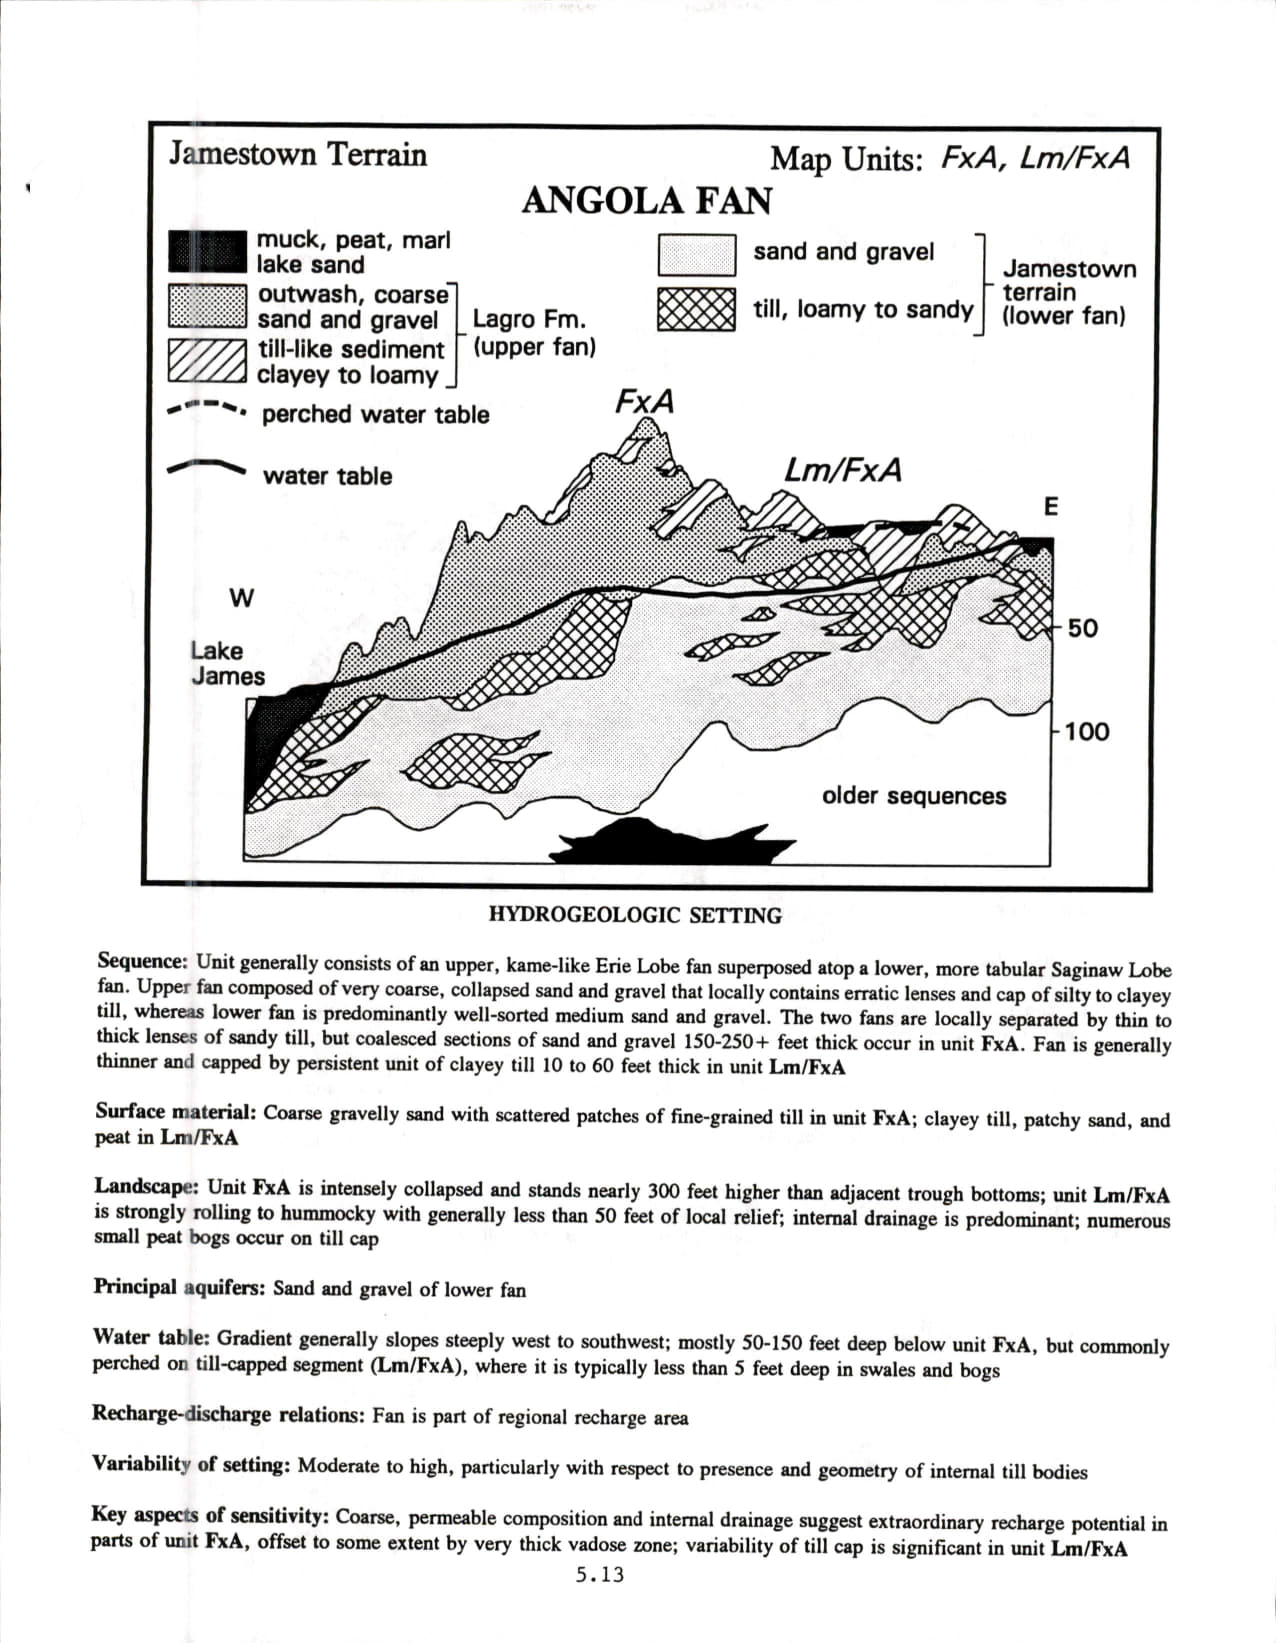 Jamestown Terrain
Map Units: FxA, Lm/FxA
ANGOLA FAN
muck, peat, marl
lake sand
outwash, coarse
sand and gravel
till-like sediment
clayey to loamy
Lagro Fm.
(upper fan)
perched water table
water table
sand and gravel
till, loamy to sandy
Jamestown
terrain
(lower fan)
FxA
Lm/FxA
E
W
Lake
James
50
100
older sequences
HYDROGEOLOGIC SETTING
Sequence: Unit generally consists of an upper, kame-like Erie Lobe fan superposed atop a lower, more tabular Saginaw Lobe
fan. Upper fan composed of very coarse, collapsed sand and gravel that locally contains erratic lenses and cap of silty to clayey
till, whereas lower fan is predominantly well-sorted medium sand and gravel. The two fans are locally separated by thin to
thick lenses of sandy till, but coalesced sections of sand and gravel 150-250+ feet thick occur in unit FxA. Fan is generally
thinner and capped by persistent unit of clayey till 10 to 60 feet thick in unit Lm/FxA
Surface material: Coarse gravelly sand with scattered patches of fine-grained till in unit FxA; clayey till, patchy sand, and
peat in Lm/FxA
Landscape: Unit FxA is intensely collapsed and stands nearly 300 feet higher than adjacent trough bottoms; unit Lm/FxA
is strongly rolling to hummocky with generally less than 50 feet of local relief; internal drainage is predominant; numerous
small peat bogs occur on till cap
Principal aquifers: Sand and gravel of lower fan
Water table: Gradient generally slopes steeply west to southwest; mostly 50-150 feet deep below unit FxA, but commonly
perched on till-capped segment (Lm/FxA), where it is typically less than 5 feet deep in swales and bogs
Recharge-discharge relations: Fan is part of regional recharge area
Variability of setting: Moderate to high, particularly with respect to presence and geometry of internal till bodies
Key aspects of sensitivity: Coarse, permeable composition and internal drainage suggest extraordinary recharge potential in
parts of unit FxA, offset to some extent by very thick vadose zone; variability of till cap is significant in unit Lm/FxA
5.13